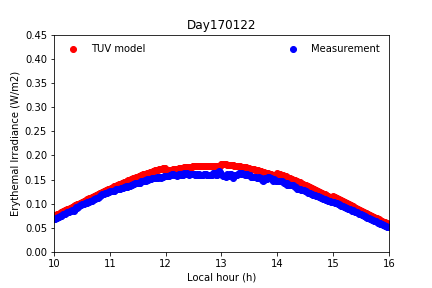 Day170122
TUV model
Measurement
Erythemal Irradiance (W/m2)
0.45
0.40
0.35
0.30
0.25
0.20
0.15
0.10
0.05
0.00
10 11 12 13 14 15 16
Local hour (h)